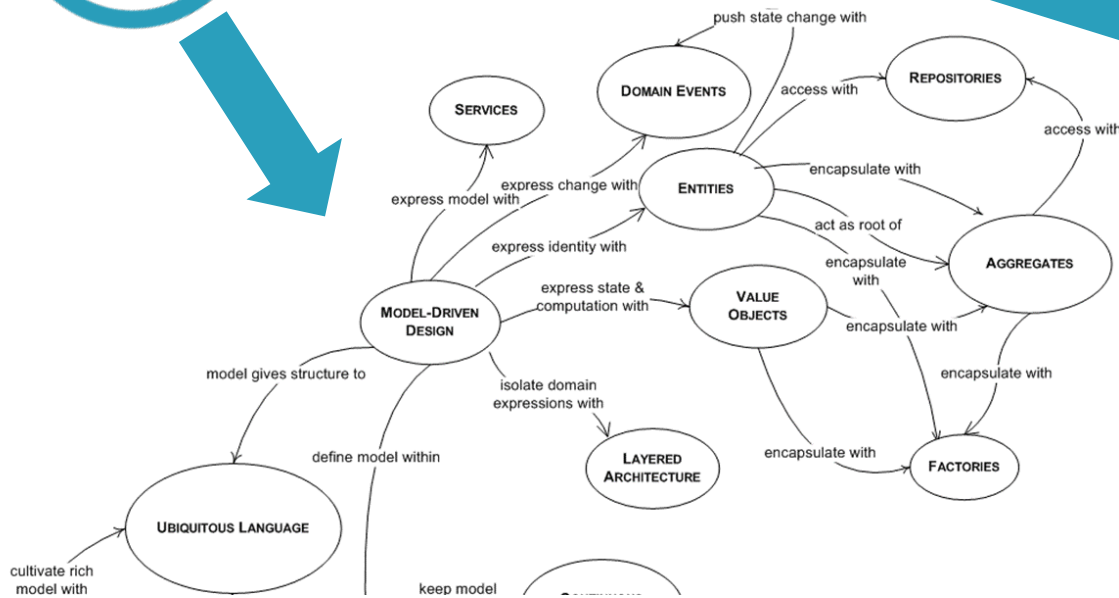 push state change with
DOMAIN EVENTS
REPOSITORIES
access with
SERVICES
access with
encapsulate with
express change with
ENTITIES
express model with
act as root of
express identity with
encapsulate
with
AGGREGATES
express state &
computation with
VALUE
OBJECTS
MODEL-DRIVEN
DESIGN
encapsulate with
model gives structure to
encapsulate with
isolate domain
expressions with
define model within
encapsulate with
LAYERED
ARCHITECTURE
FACTORIES
UBIQUITOUS LANGUAGE
cultivate rich
model with
keep model